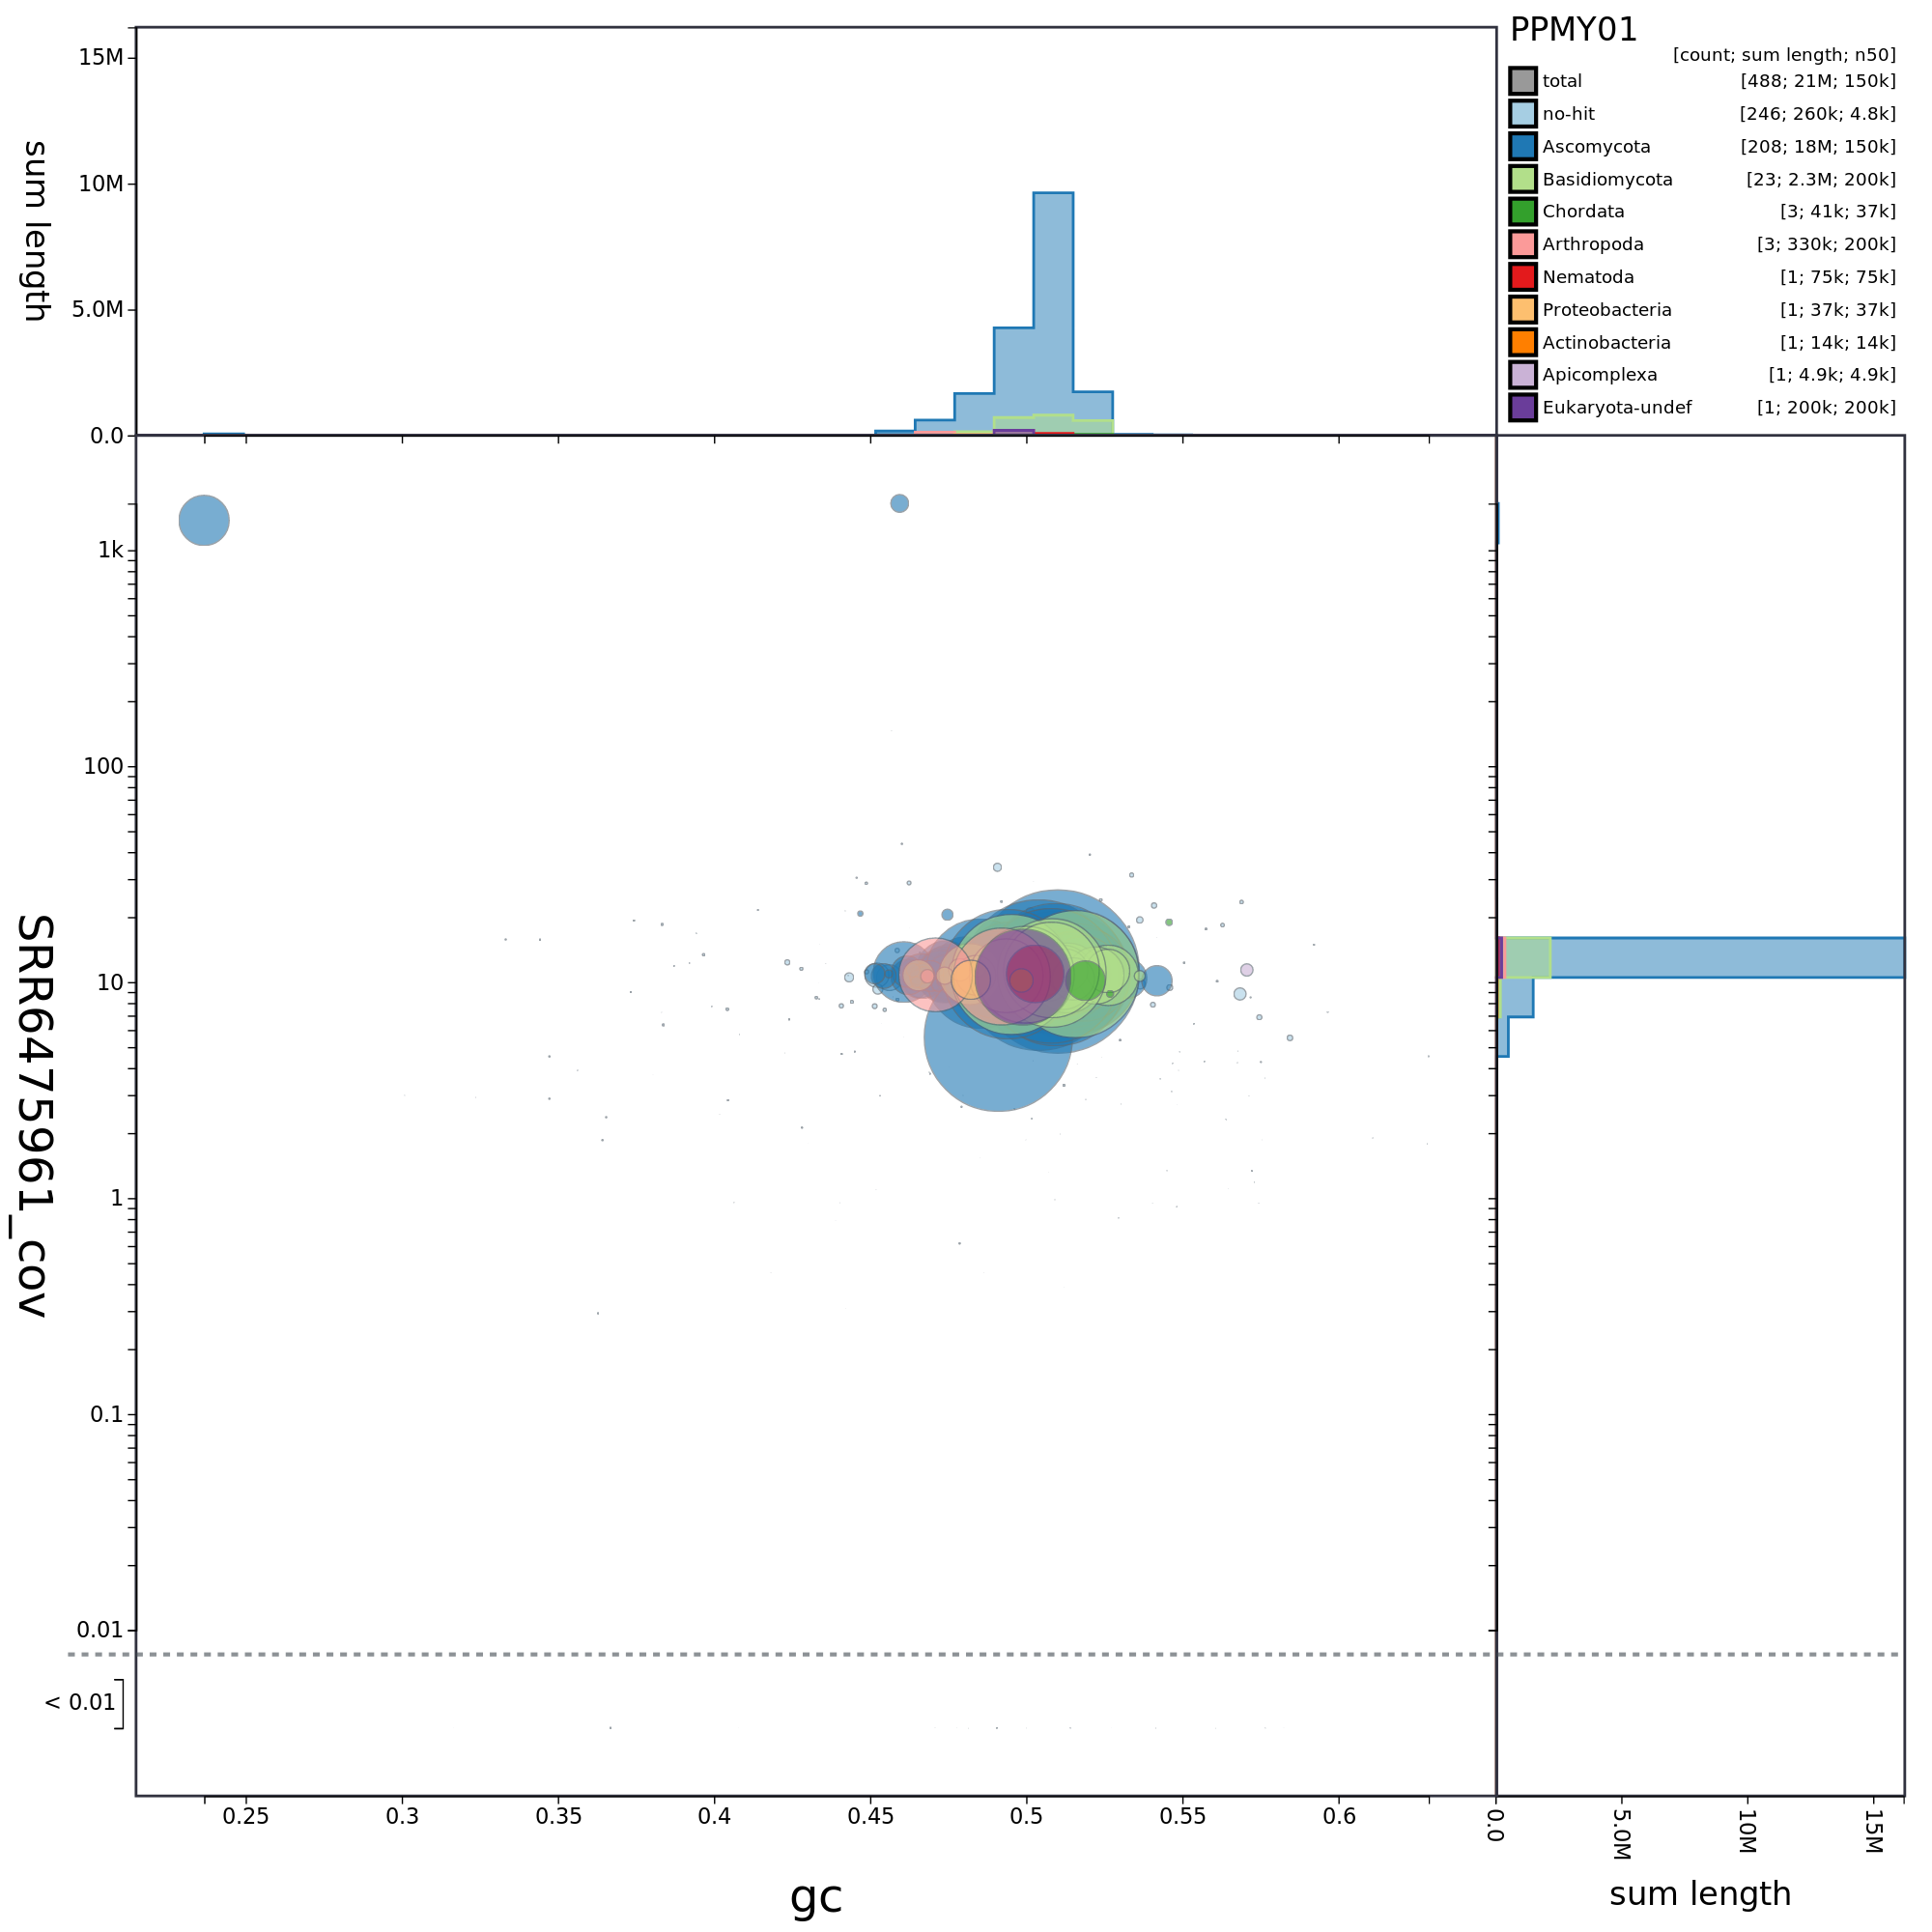 PPMY01
[count; sum length; n50]
total [488; 21M; 150k]
no-hit [246; 260k; 4.8k]
Ascomycota [208; 18M; 150k]
Basidiomycota [23; 2.3M; 200k]
Chordata [3; 41k; 37k]
Arthropoda [3; 330k; 200k]
Nematoda [1; 75k; 75k]
Proteobacteria [1; 37k; 37k]
Actinobacteria [1; 14k; 14k]
Apicomplexa [1; 4.9k; 4.9k]
Eukaryota-undef [1; 200k; 200k]
sum length
15M
10M
5.0M
0.0
SRR6475961_cov
1k
100
10
1
0.1
0.01
< 0.01
0.25 0.3 0.35 0.4 0.45 0.5 0.55 0.6
gc
0.0 5.0M 10M 15M
sum length